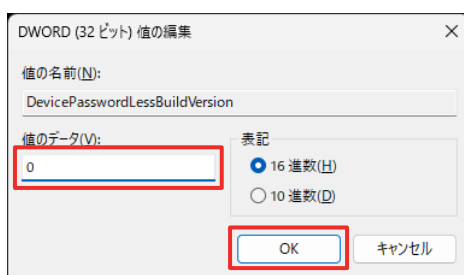 DWORD (32 ビット) 値の編集
値の名前(N):
DevicePasswordLessBuildVersion
値のデータ(V):
0
表記
16 進数(H)
10 進数(D)
OK
キャンセル